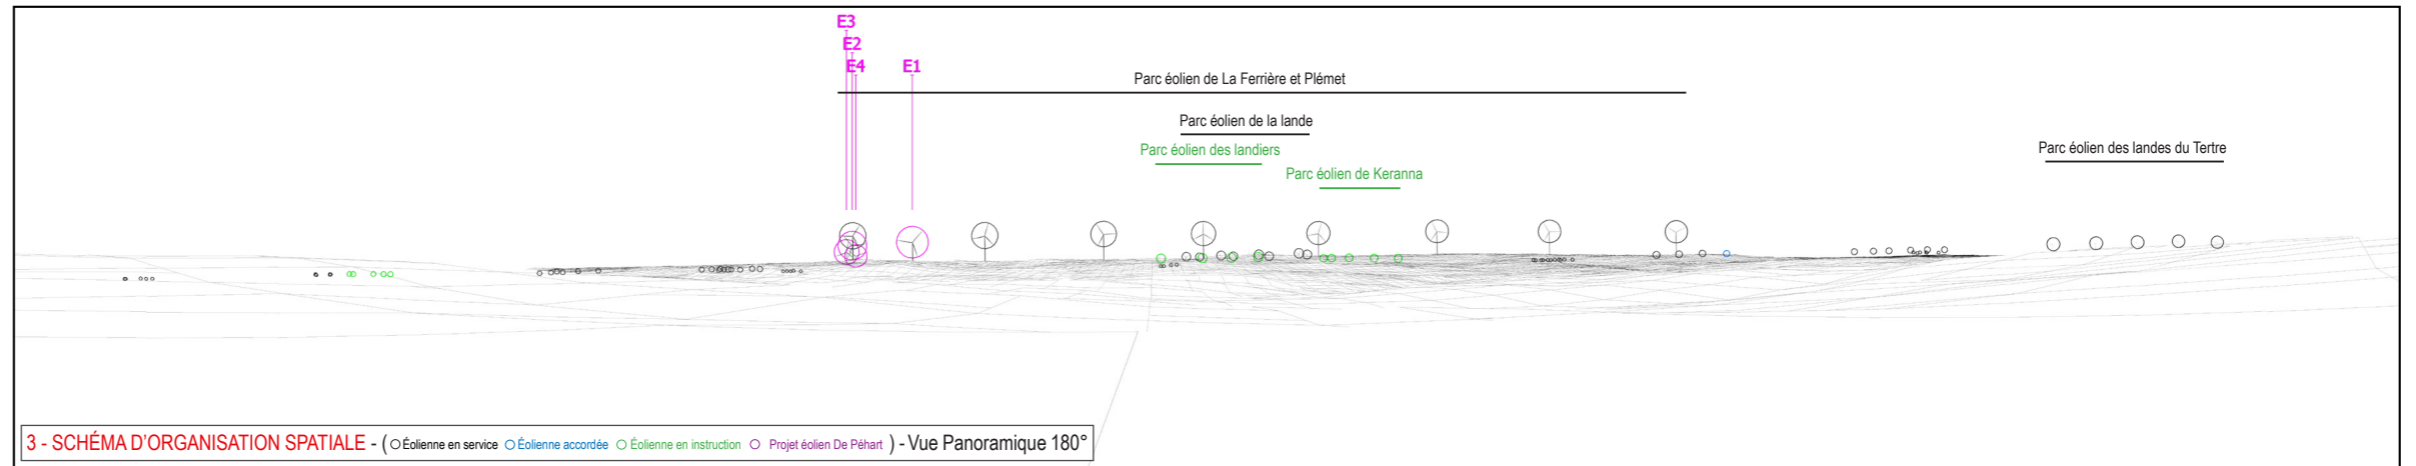 E3
E2
E4
E1
Parc éolien de La Ferrière et Plémet
Parc éolien de la lande
Parc éolien des landiers
Parc éolien des landes du Tertre
Parc éolien de Keranna
3 - SCHÉMA D'ORGANISATION SPATIALE - ( Éolienne en service Éolienne accordée Éolienne en instruction Projet éolien De Péhart ) - Vue Panoramique 180°